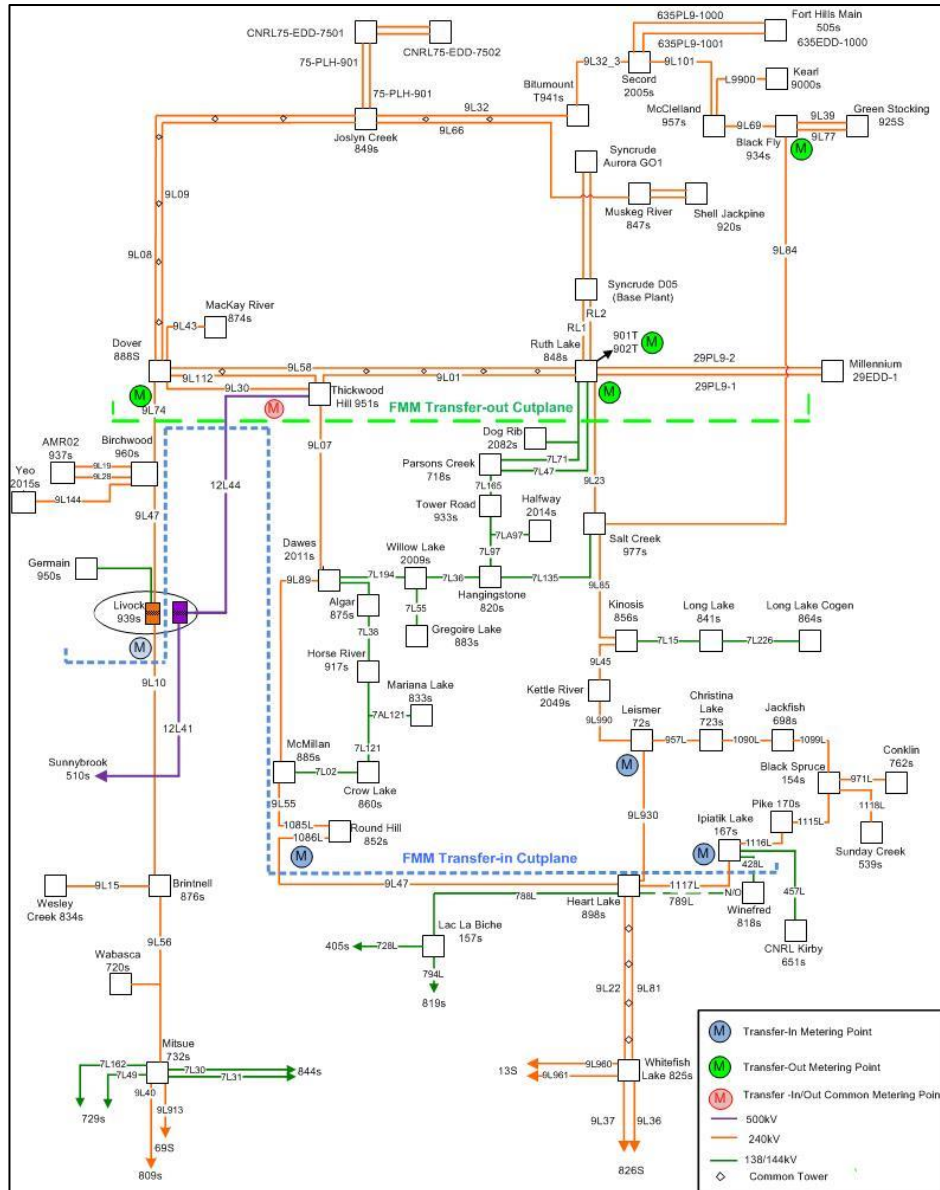 635PL9-1000
Fort Hills Main
505s
635EDD-1000
635PL9-1001
CNRL75-EDD-7501
CNRL75-EDD-7502
75-PLH-901
75-PLH-901
9L32_3
Secord
2005s
9L101
Bitumount
T941s
L9900
Kearl
9000s
McClelland
957s
9L69
Black Fly
934s
M
9L39
9L77
Green Stocking
925S
9L32
9L66
Joslyn Creek
849s
Syncrude
Aurora GO1
Muskeg River
847s
Shell Jackpine
920s
9L09
9L08
9L84
MacKay River
874s
9L43
Syncrude D05
(Base Plant)
RL1
RL2
Dover
888S
Ruth Lake
848s
901T
902T
M
9L58
9L112
9L01
9L30
29PL9-2
29PL9-1
Millennium
29EDD-1
M
9L74
M
Thickwood
Hill 951s
M
FMM Transfer-out Cutplane
AMR02
937s
Birchwood
960s
Yeo
2015s
9L19
9L28
9L144
12L44
9L07
Dog Rib
2082s
7L71
7L47
Parsons Creek
718s
7L165
Tower Road
933s
Halfway
2014s
7LA97
7L97
9L23
9L47
Salt Creek
977s
Germain
950s
Dawes
2011s
Willow Lake
2009s
9L89
7L194
7L36
7L135
Hangingstone
820s
Algar
875s
7L55
Gregoire Lake
883s
9L85
Livock
939s
M
Kinosis
856s
Long Lake
841s
Long Lake Cogen
864s
7L15
7L226
7L38
Horse River
917s
9L45
Mariana Lake
833s
7AL121
9L10
12L41
Kettle River
2049s
9L990
Leismer
72s
M
Christina
Lake
723s
Jackfish
698s
957L
1090L
1099L
Sunnybrook
510s
McMillan
885s
7L02
7L121
Crow Lake
860s
Black Spruce
154s
Conklin
762s
971L
1118L
Sunday Creek
539s
9L55
1085L
1086L
Round Hill
852s
M
9L930
Pike 170s
1115L
Ipiatik Lake
167s
1116L
M
428L
FMM Transfer-in Cutplane
Wesley
Creek 834s
9L15
Brintnell
876s
9L47
788L
Heart Lake
898s
1117L
789L
N/O
Winefred
818s
457L
CNRL Kirby
651s
Lac La Biche
157s
405s
728L
794L
819s
9L56
Wabasca
720s
9L22
9L81
Mitsue
732s
7L162
7L49
7L30
7L31
844s
9L40
9L913
729s
69S
809s
13S
9L960
9L961
Whitefish
Lake 825s
9L37
9L36
826S
M Transfer-In Metering Point
M Transfer-Out Metering Point
M Transfer -In/Out Common Metering Poin
500kV
240kV
138/144kV
Common Tower